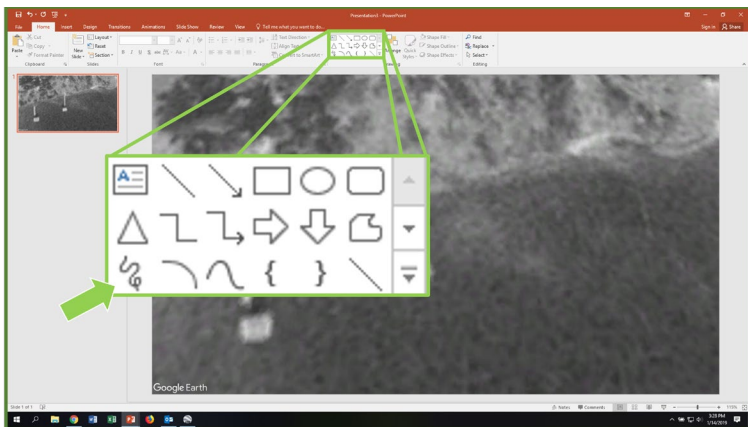 Presentation1 - PowerPoint
File Home Insert Design Transitions Animations Slide Show Review View Tell me what you want to do...
Sign in Share
Paste
Cut
Copy
Format Painter
Clipboard
New Slide
Layout
Reset
Section
Slides
Font
Text Direction
Align Text
Convert to SmartArt
Quick Styles
Shape Fill
Shape Outline
Shape Effects
Find
Replace
Select
Editing
1
A
{ }
Google Earth
Slide 1 of 1
Notes Comments
115%
3:28 PM
1/14/2019